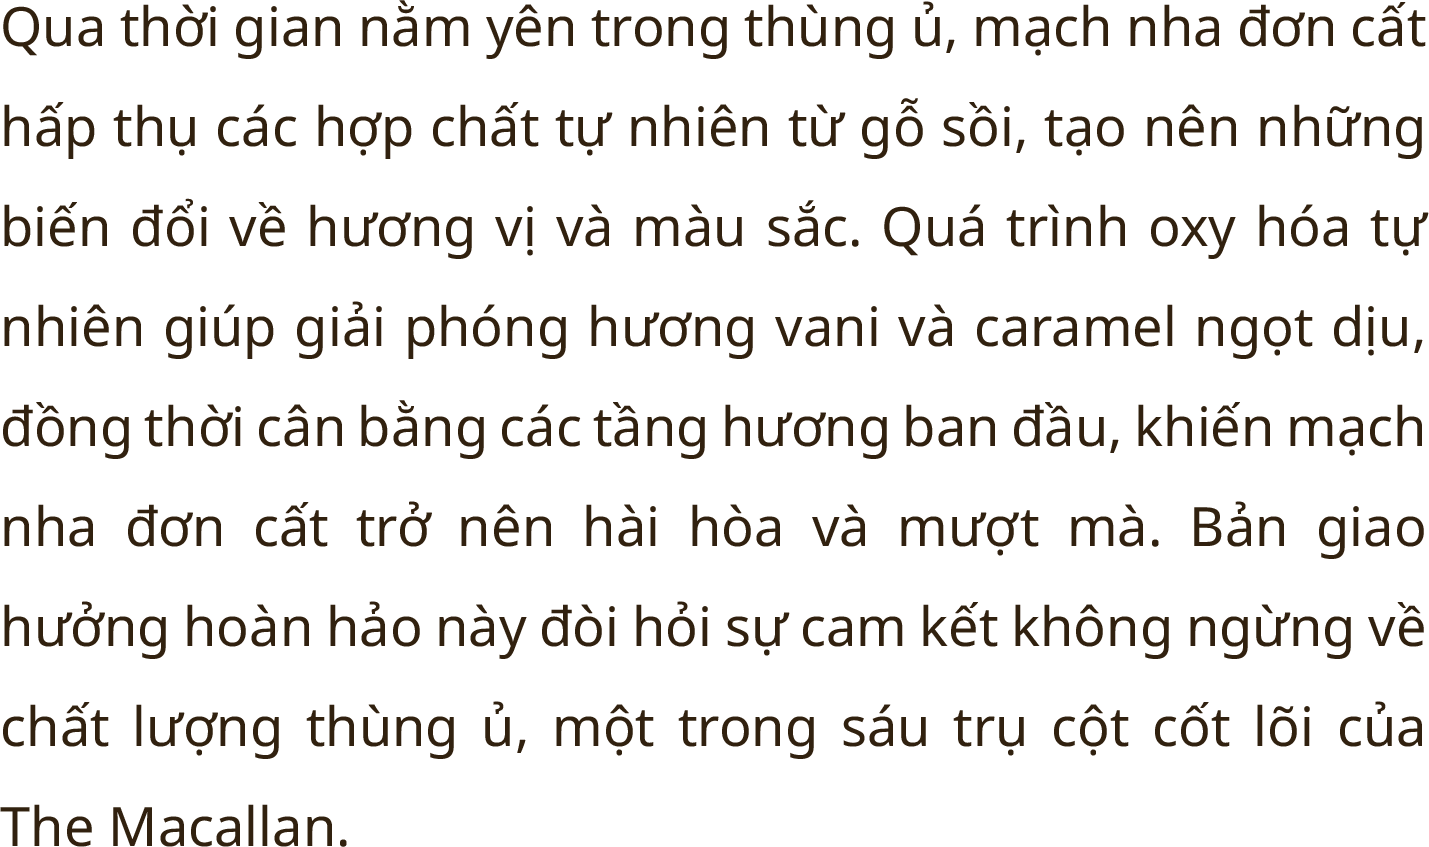 Qua thời gian nằm yên trong thùng ủ, mạch nha đơn cất
hấp thụ các hợp chất tự nhiên từ gỗ sồi, tạo nên những
biến đổi về hương vị và màu sắc. Quá trình oxy hóa tự
nhiên giúp giải phóng hương vani và caramel ngọt dịu,
đồng thời cân bằng các tầng hương ban đầu, khiến mạch
nha đơn cất trở nên hài hòa và mượt mà. Bản giao
hưởng hoàn hảo này đòi hỏi sự cam kết không ngừng về
chất lượng thùng ủ, một trong sáu trụ cột cốt lõi của
The Macallan.